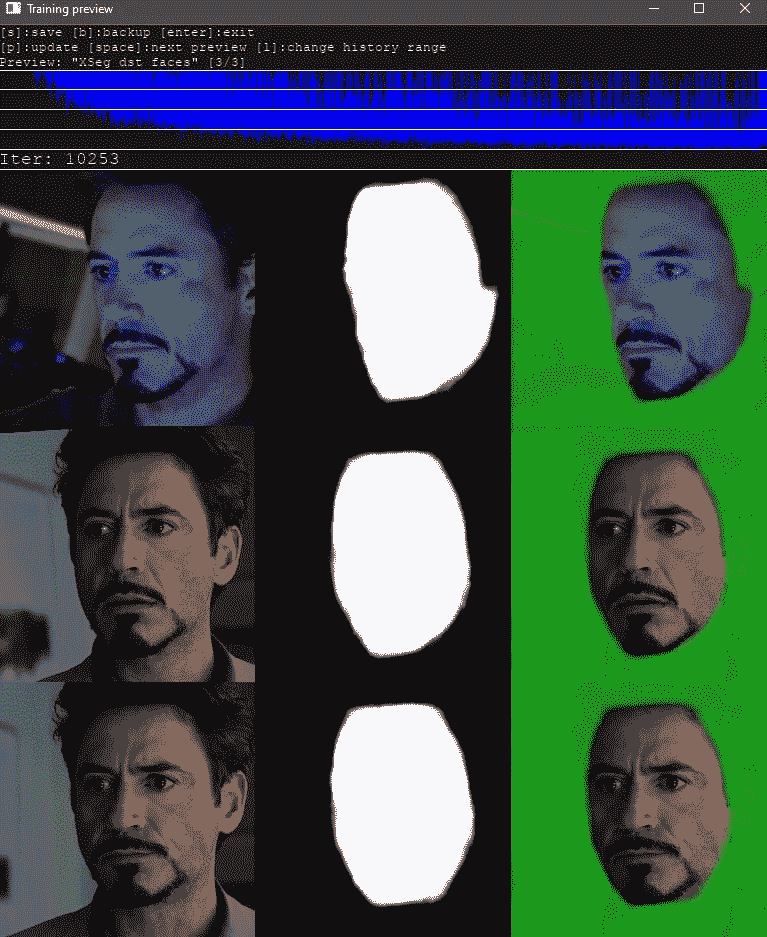 Training preview
[s]:save [b]:backup [enter]:exit
[p]:update [space]:next preview [l]:change history range
Preview: "XSeg dst faces" [3/3]
Iter: 10253